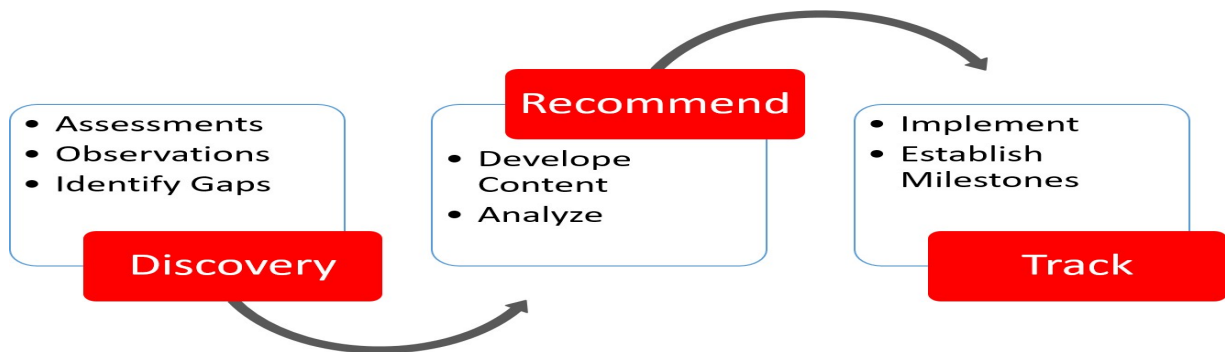 • Assessments
• Observations
• Identify Gaps
Discovery
Recommend
• Develope
Content
• Analyze
• Implement
• Establish
Milestones
Track